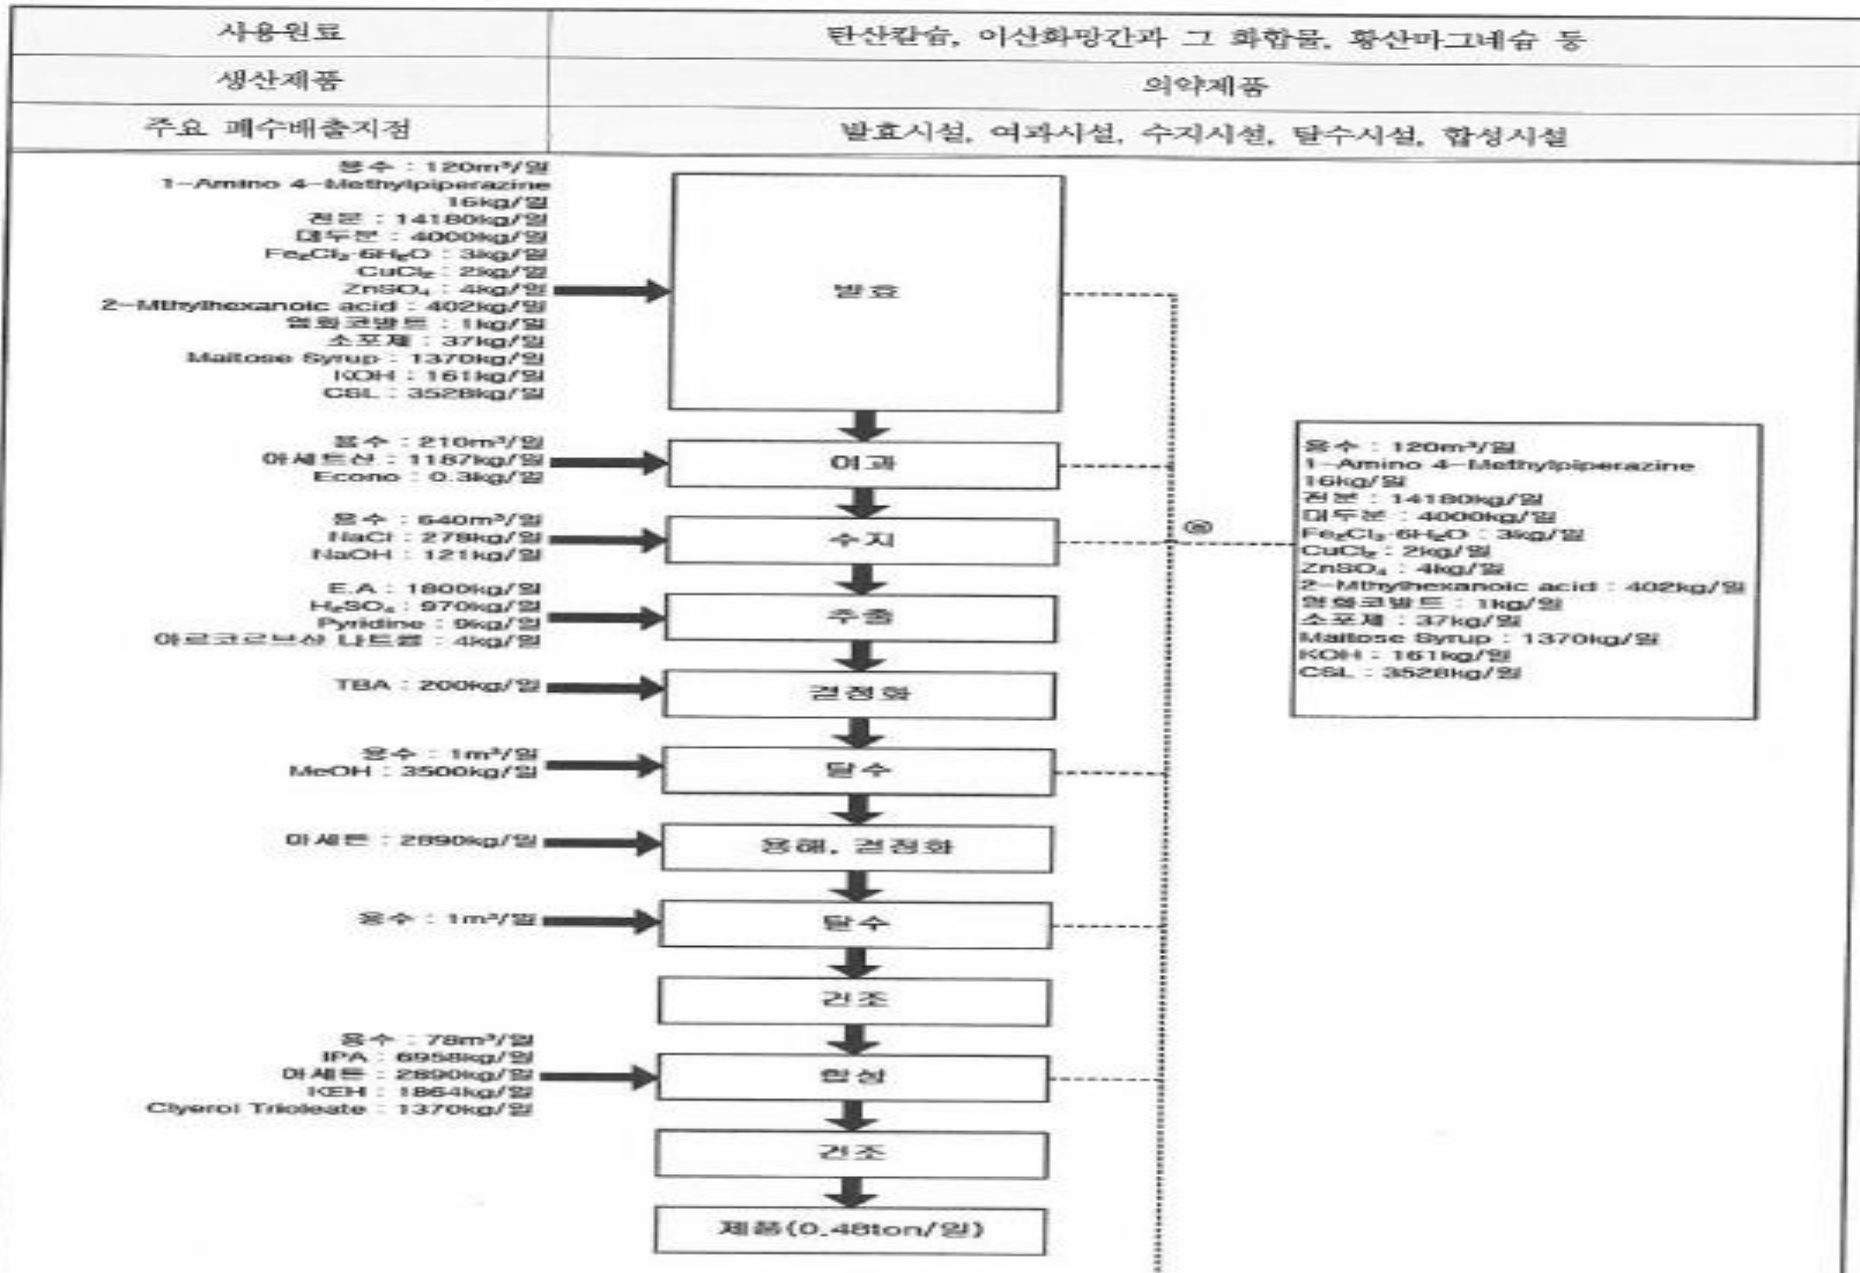 사용원료
탄산칼슘, 이산화망간과 그 화합물, 황산마그네슘 등
생산제품
의약제품
주요 폐수배출지점
발효시설, 여과시설, 수지시설, 탈수시설, 합성시설
용수 : 120m³/일
1-Amino 4-Methylpiperazine
16kg/일
전분 : 14180kg/일
대두분 : 4000kg/일
Fe₂Cl₃·6H₂O : 3kg/일
CuCl₂ : 2kg/일
ZnSO₄ : 4kg/일
2-Mthylhexanoic acid : 402kg/일
염화코발트 : 1kg/일
소포제 : 37kg/일
Maltose Syrup : 1370kg/일
KOH : 161kg/일
CSL : 3528kg/일
발효
용수 : 210m³/일
아세트산 : 1187kg/일
Econo : 0.3kg/일
여과
용수 : 640m³/일
NaCl : 278kg/일
NaOH : 121kg/일
수지
E.A : 1800kg/일
H₂SO₄ : 970kg/일
Pyridine : 9kg/일
아르코르브산 나트륨 : 4kg/일
추출
TBA : 200kg/일
결정화
용수 : 1m³/일
MeOH : 3500kg/일
탈수
아세톤 : 2890kg/일
용해, 결정화
용수 : 1m³/일
탈수
건조
용수 : 78m³/일
IPA : 6958kg/일
아세톤 : 2890kg/일
KEH : 1864kg/일
Clyerol Trioleate : 1370kg/일
합성
건조
제품(0.48ton/일)
용수 : 120m³/일
1-Amino 4-Methylpiperazine
16kg/일
전분 : 14180kg/일
대두분 : 4000kg/일
Fe₂Cl₃·6H₂O : 3kg/일
CuCl₂ : 2kg/일
ZnSO₄ : 4kg/일
2-Mthylhexanoic acid : 402kg/일
염화코발트 : 1kg/일
소포제 : 37kg/일
Maltose Syrup : 1370kg/일
KOH : 161kg/일
CSL : 3528kg/일